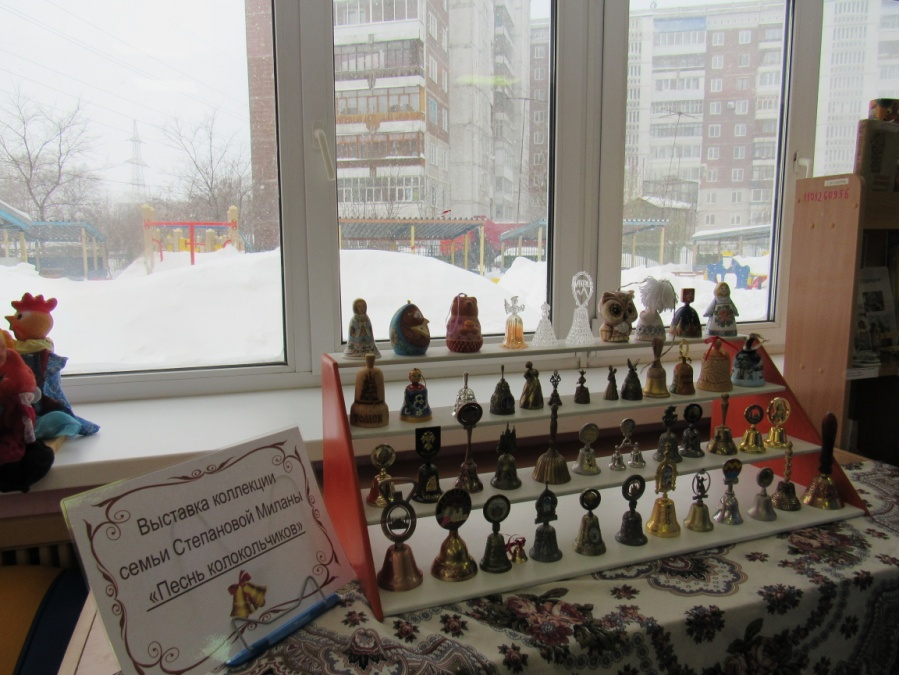 Выставка коллекции
семьи Степановой Миланы
«Песнь колокольчиков»